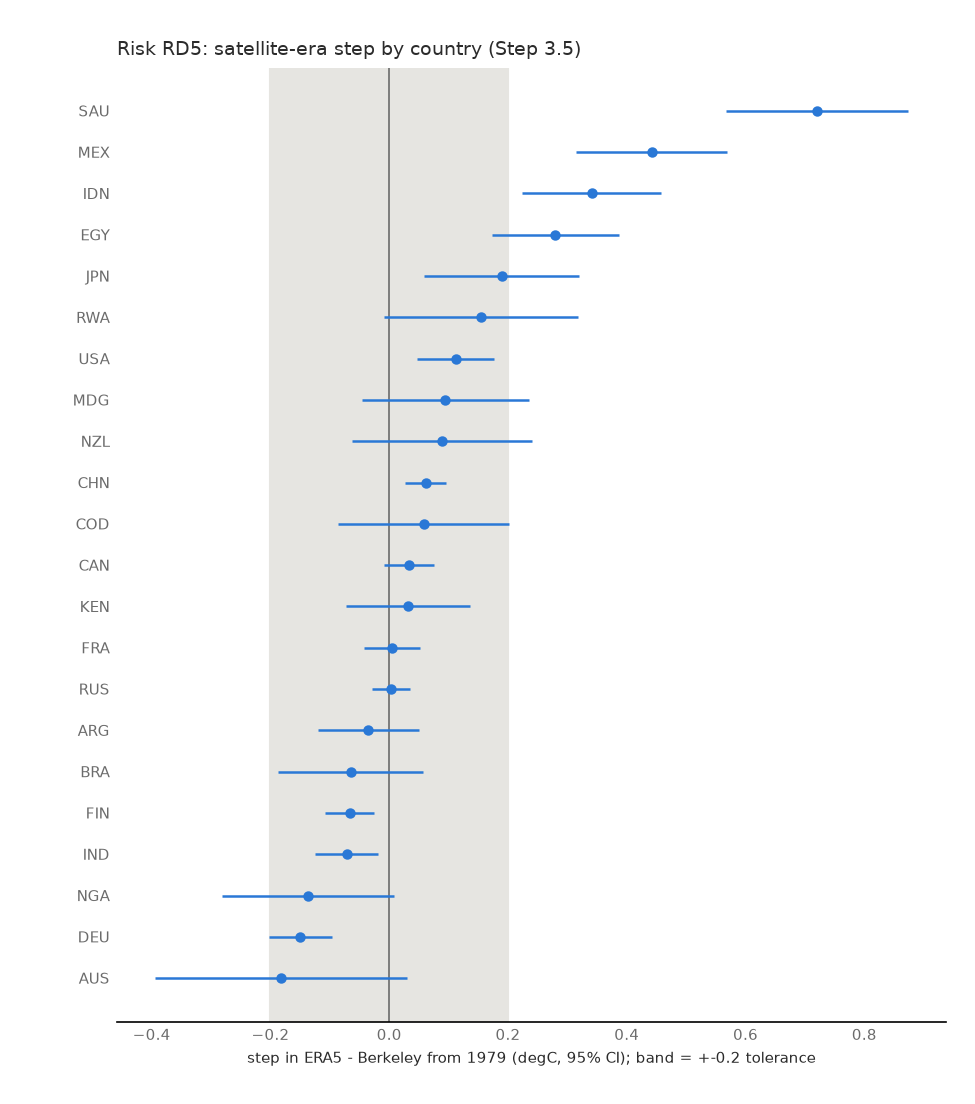 Risk RD5: satellite-era step by country (Step 3.5)
SAU
MEX
IDN
EGY
JPN
RWA
USA
MDG
NZL
CHN
COD
CAN
KEN
FRA
RUS
ARG
BRA
FIN
IND
NGA
DEU
AUS
−0.4 −0.2 0.0 0.2 0.4 0.6 0.8
step in ERA5 - Berkeley from 1979 (degC, 95% CI); band = +-0.2 tolerance